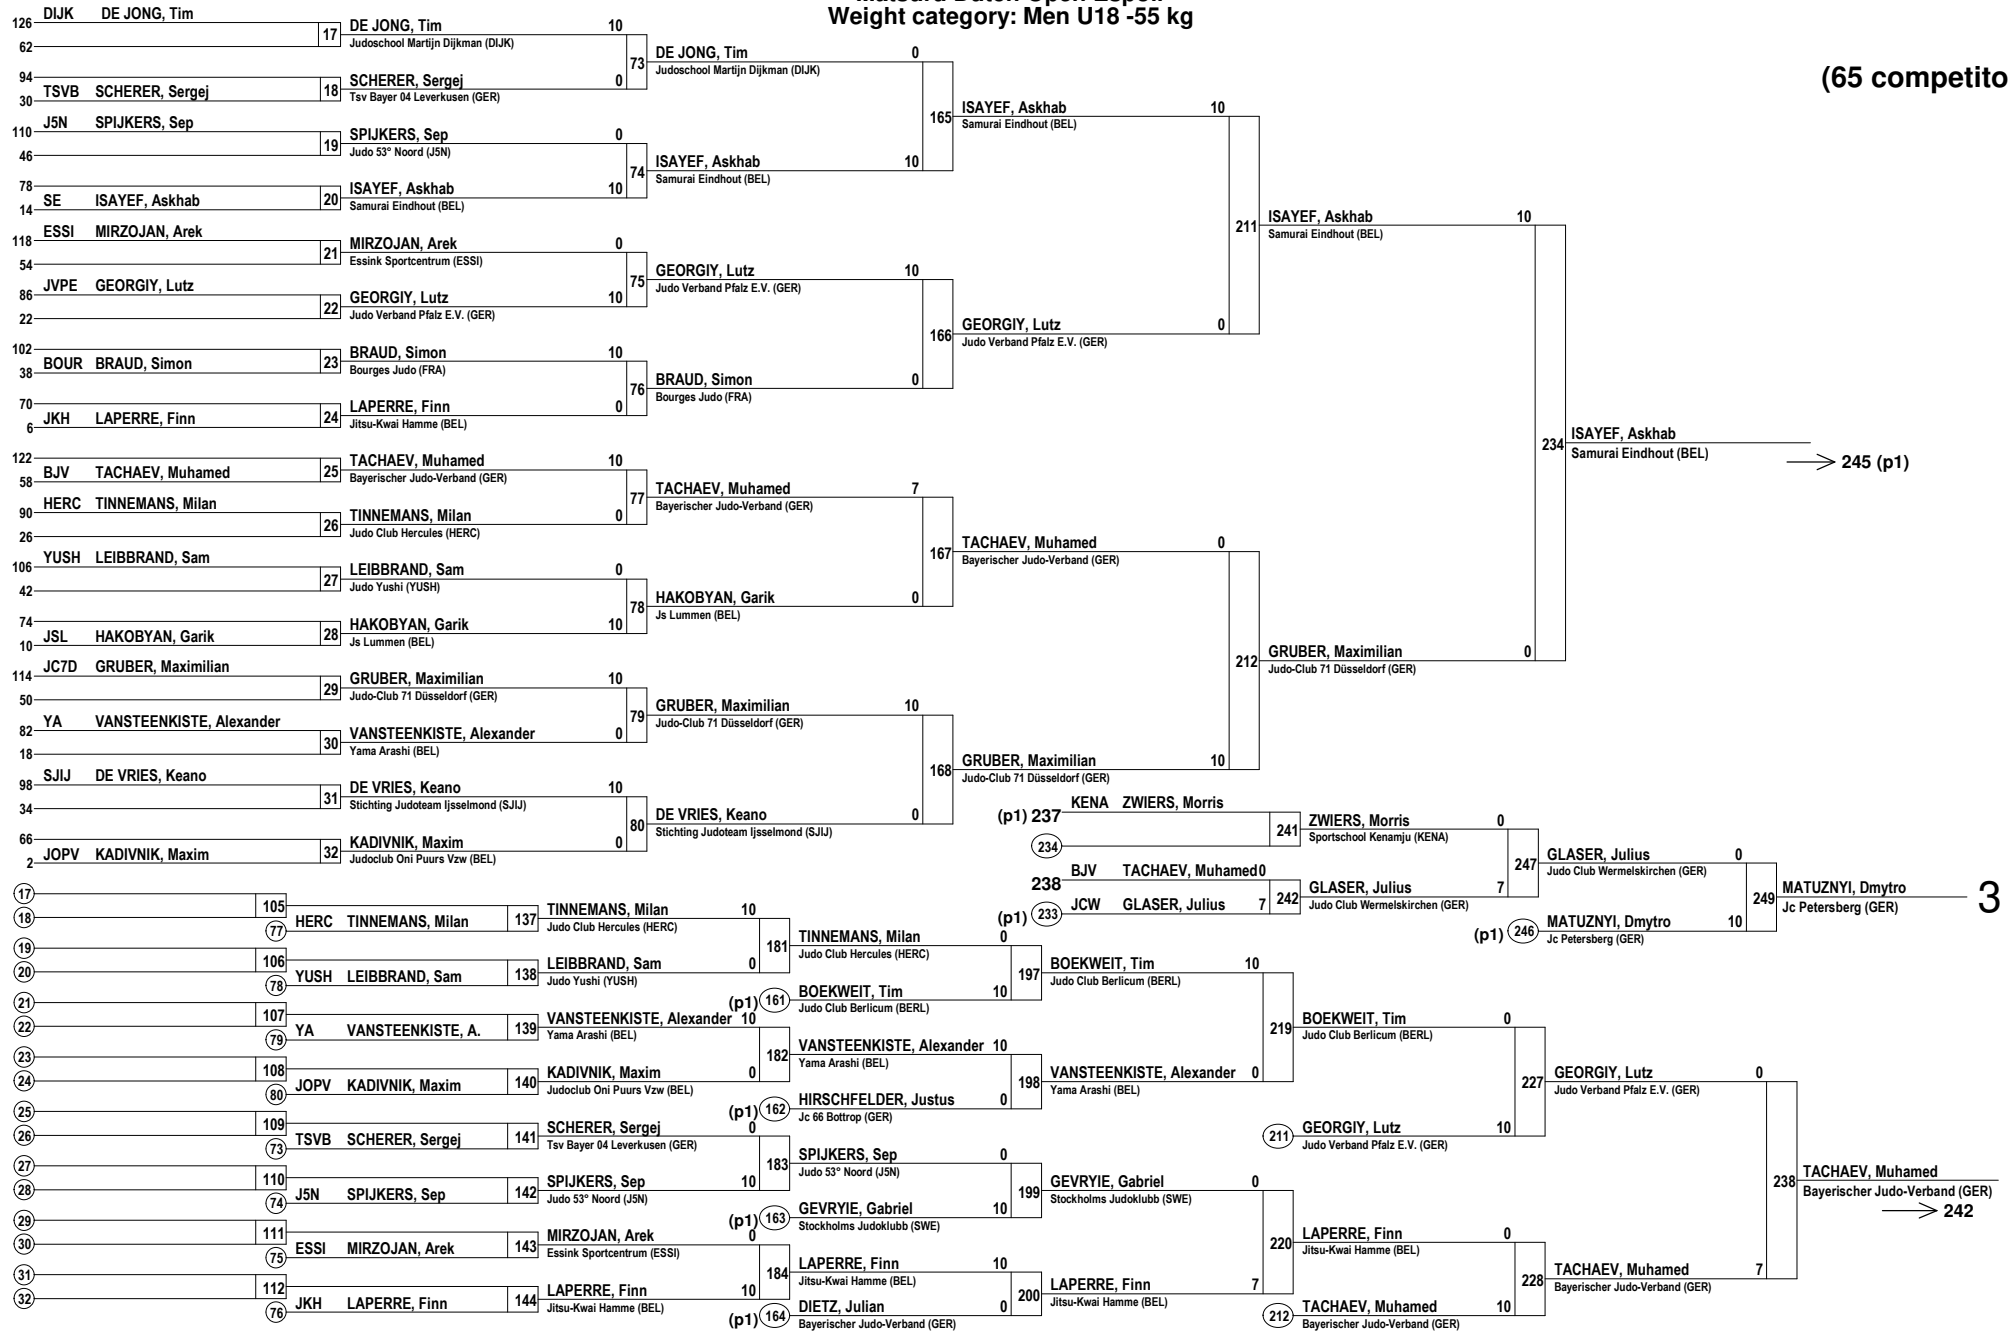 Weight category: Men U18 -55 kg
(65 competito
126 DIJK DE JONG, Tim
62
17 DE JONG, Tim 10
Judoschool Martijn Dijkman (DIJK)
94
30 TSVB SCHERER, Sergej
18 SCHERER, Sergej 0
Tsv Bayer 04 Leverkusen (GER)
110 J5N SPIJKERS, Sep
46
19 SPIJKERS, Sep 0
Judo 53° Noord (J5N)
78
14 SE ISAYEF, Askhab
20 ISAYEF, Askhab 10
Samurai Eindhout (BEL)
118 ESSI MIRZOJAN, Arek
54
21 MIRZOJAN, Arek 0
Essink Sportcentrum (ESSI)
86 JVPE GEORGIY, Lutz
22
22 GEORGIY, Lutz 10
Judo Verband Pfalz E.V. (GER)
102
38 BOUR BRAUD, Simon
23 BRAUD, Simon 10
Bourges Judo (FRA)
70
6 JKH LAPERRE, Finn
24 LAPERRE, Finn 0
Jitsu-Kwai Hamme (BEL)
122
58 BJV TACHAEV, Muhamed
25 TACHAEV, Muhamed 10
Bayerischer Judo-Verband (GER)
90 HERC TINNEMANS, Milan
26
26 TINNEMANS, Milan 0
Judo Club Hercules (HERC)
106 YUSH LEIBBRAND, Sam
42
27 LEIBBRAND, Sam 0
Judo Yushi (YUSH)
74
10 JSL HAKOBYAN, Garik
28 HAKOBYAN, Garik 10
Js Lummen (BEL)
114 JC7D GRUBER, Maximilian
50
29 GRUBER, Maximilian 10
Judo-Club 71 Düsseldorf (GER)
82 YA VANSTEENKISTE, Alexander
18
30 VANSTEENKISTE, Alexander 0
Yama Arashi (BEL)
98 SJIJ DE VRIES, Keano
34
31 DE VRIES, Keano 10
Stichting Judoteam Ijsselmond (SJIJ)
66
2 JOPV KADIVNIK, Maxim
32 KADIVNIK, Maxim 0
Judoclub Oni Puurs Vzw (BEL)
73 DE JONG, Tim 0
Judoschool Martijn Dijkman (DIJK)
74 ISAYEF, Askhab 10
Samurai Eindhout (BEL)
75 GEORGIY, Lutz 10
Judo Verband Pfalz E.V. (GER)
76 BRAUD, Simon 0
Bourges Judo (FRA)
77 TACHAEV, Muhamed 7
Bayerischer Judo-Verband (GER)
78 HAKOBYAN, Garik 0
Js Lummen (BEL)
79 GRUBER, Maximilian 10
Judo-Club 71 Düsseldorf (GER)
80 DE VRIES, Keano 0
Stichting Judoteam Ijsselmond (SJIJ)
165 ISAYEF, Askhab 10
Samurai Eindhout (BEL)
166 GEORGIY, Lutz 0
Judo Verband Pfalz E.V. (GER)
167 TACHAEV, Muhamed 0
Bayerischer Judo-Verband (GER)
168 GRUBER, Maximilian 10
Judo-Club 71 Düsseldorf (GER)
211 ISAYEF, Askhab 10
Samurai Eindhout (BEL)
212 GRUBER, Maximilian 0
Judo-Club 71 Düsseldorf (GER)
234 ISAYEF, Askhab
Samurai Eindhout (BEL)
245 (p1)
(p1) 237 KENA ZWIERS, Morris
234
241 ZWIERS, Morris 0
Sportschool Kenamju (KENA)
238 BJV TACHAEV, Muhamed 0
(p1) 233 JCW GLASER, Julius 7
242 GLASER, Julius 7
Judo Club Wermelskirchen (GER)
247 GLASER, Julius 0
Judo Club Wermelskirchen (GER)
(p1) 246 MATUZNYI, Dmytro 10
Jc Petersberg (GER)
249 MATUZNYI, Dmytro 3
Jc Petersberg (GER)
17
18
105
77 HERC TINNEMANS, Milan
137 TINNEMANS, Milan 10
Judo Club Hercules (HERC)
19
20
106
78 YUSH LEIBBRAND, Sam
138 LEIBBRAND, Sam 0
Judo Yushi (YUSH)
21
22
107
79 YA VANSTEENKISTE, A.
139 VANSTEENKISTE, Alexander 10
Yama Arashi (BEL)
23
24
108
80 JOPV KADIVNIK, Maxim
140 KADIVNIK, Maxim 0
Judoclub Oni Puurs Vzw (BEL)
25
26
109
73 TSVB SCHERER, Sergej
141 SCHERER, Sergej 0
Tsv Bayer 04 Leverkusen (GER)
27
28
110
74 J5N SPIJKERS, Sep
142 SPIJKERS, Sep 10
Judo 53° Noord (J5N)
29
30
111
75 ESSI MIRZOJAN, Arek
143 MIRZOJAN, Arek 0
Essink Sportcentrum (ESSI)
31
32
112
76 JKH LAPERRE, Finn
144 LAPERRE, Finn 10
Jitsu-Kwai Hamme (BEL)
181 TINNEMANS, Milan 0
Judo Club Hercules (HERC)
(p1) 161 BOEKWEIT, Tim 10
Judo Club Berlicum (BERL)
182 VANSTEENKISTE, Alexander 10
Yama Arashi (BEL)
(p1) 162 HIRSCHFELDER, Justus 0
Jc 66 Bottrop (GER)
183 SPIJKERS, Sep 0
Judo 53° Noord (J5N)
(p1) 163 GEVRYIE, Gabriel 10
Stockholms Judoklubb (SWE)
184 LAPERRE, Finn 10
Jitsu-Kwai Hamme (BEL)
(p1) 164 DIETZ, Julian 0
Bayerischer Judo-Verband (GER)
197 BOEKWEIT, Tim 10
Judo Club Berlicum (BERL)
198 VANSTEENKISTE, Alexander 0
Yama Arashi (BEL)
199 GEVRYIE, Gabriel 0
Stockholms Judoklubb (SWE)
200 LAPERRE, Finn 7
Jitsu-Kwai Hamme (BEL)
219 BOEKWEIT, Tim 0
Judo Club Berlicum (BERL)
211 GEORGIY, Lutz 10
Judo Verband Pfalz E.V. (GER)
220 LAPERRE, Finn 0
Jitsu-Kwai Hamme (BEL)
212 TACHAEV, Muhamed 10
Bayerischer Judo-Verband (GER)
227 GEORGIY, Lutz 0
Judo Verband Pfalz E.V. (GER)
228 TACHAEV, Muhamed 7
Bayerischer Judo-Verband (GER)
238 TACHAEV, Muhamed
Bayerischer Judo-Verband (GER)
242